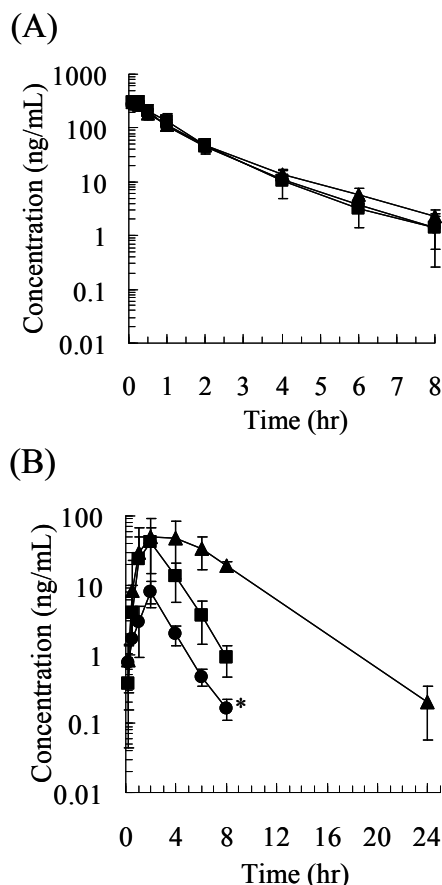 (A)
Concentration (ng/mL)
1000
100
10
1
0.1
0.01
0 1 2 3 4 5 6 7 8
Time (hr)
(B)
Concentration (ng/mL)
100
10
1
0.1
0.01
*
0 4 8 12 16 20 24
Time (hr)